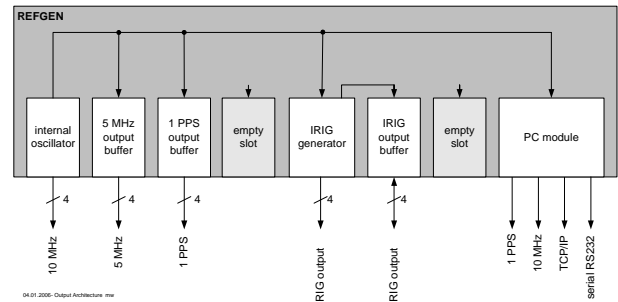 REFGEN
internal
oscillator
5 MHz
output
buffer
1 PPS
output
buffer
empty
slot
IRIG
generator
IRIG
output
buffer
empty
slot
PC module
4
4
4
4
4
10 MHz
5 MHz
1 PPS
RIG output
RIG output
1 PPS
10 MHz
TCP/IP
serial RS232
04.01.2006- Output Architecture mw